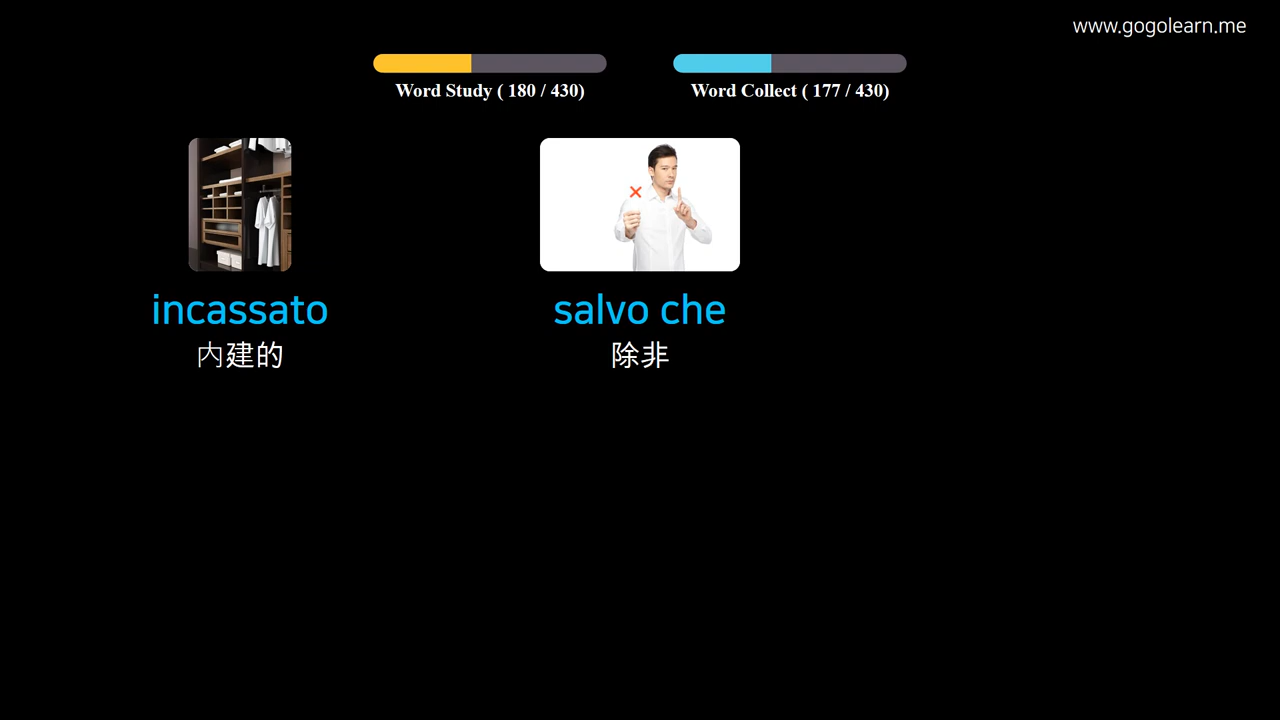 www.gogolearn.me
Word Study ( 180 / 430)
Word Collect ( 177 / 430)
incassato
内建的
salvo che
除非